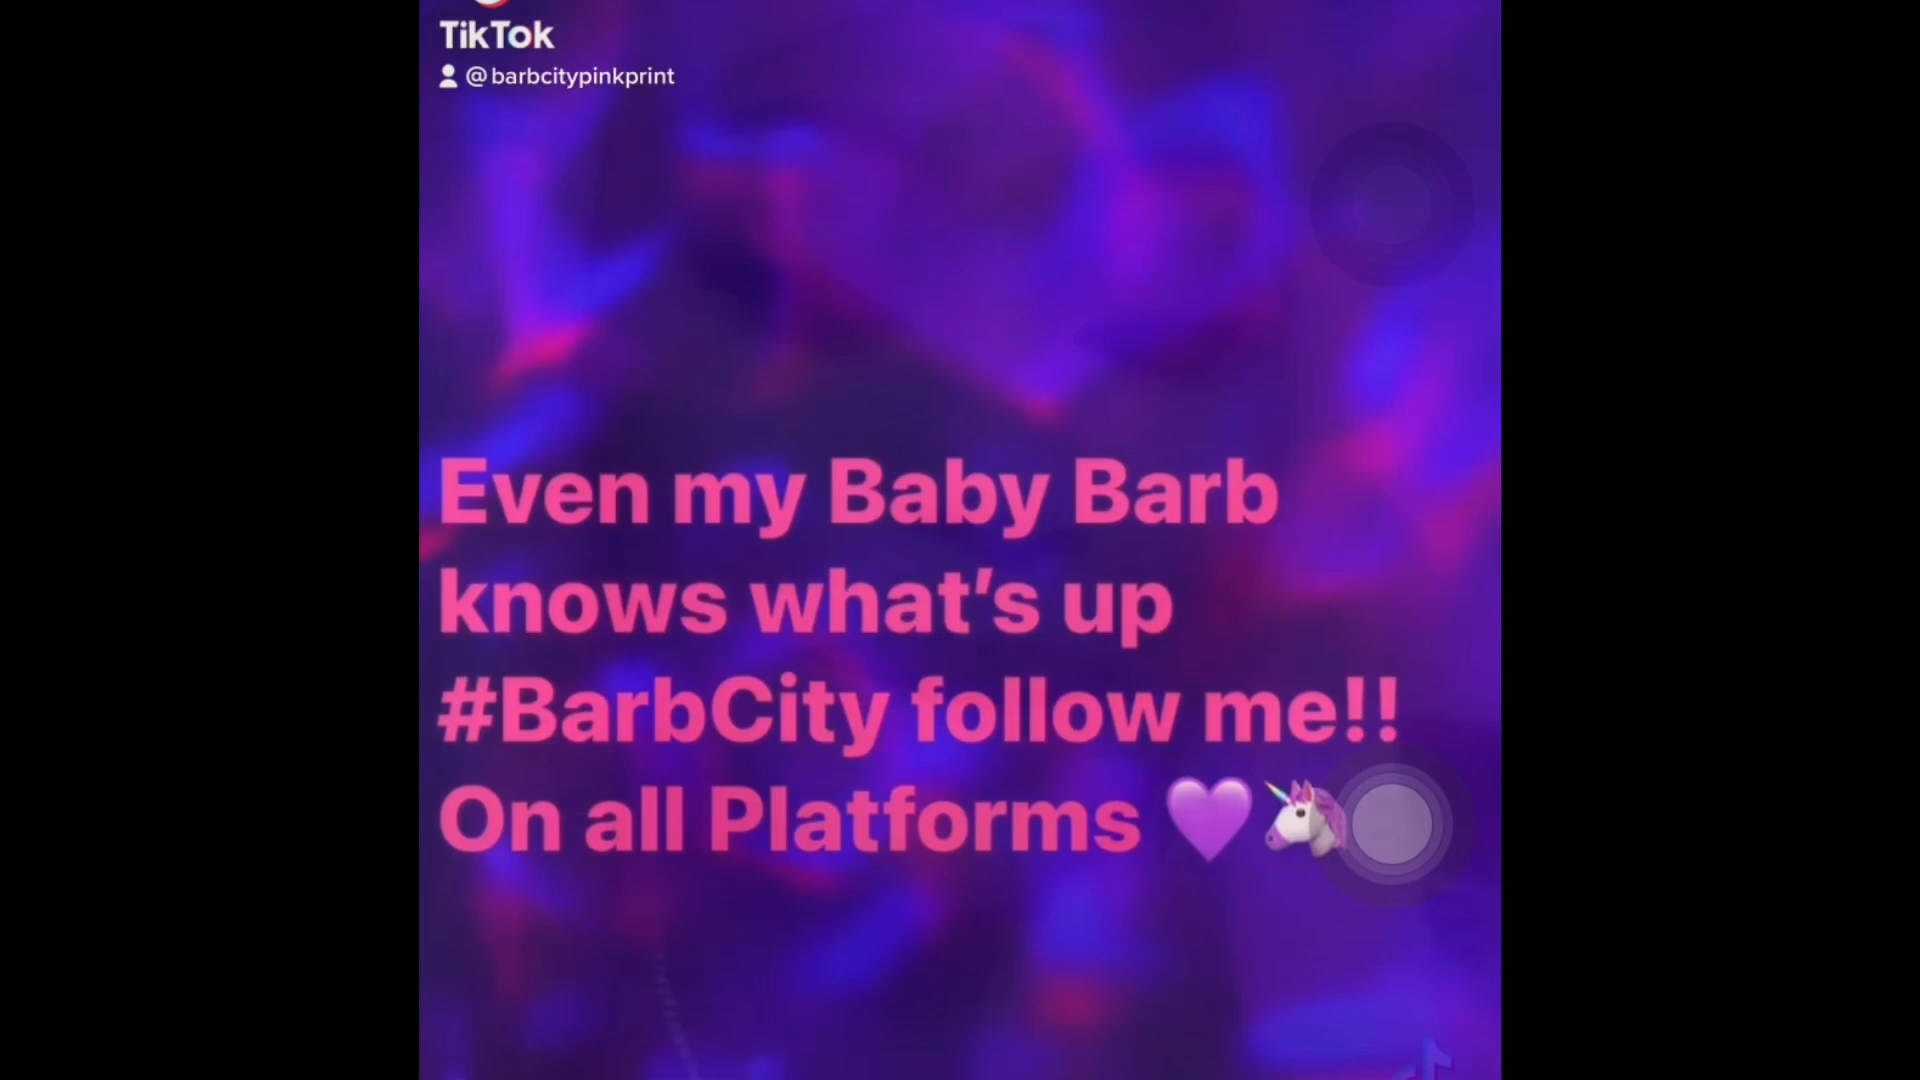 TikTok
@barbcitypinkprint
Even my Baby Barb
knows what’s up
#BarbCity follow me!!
On all Platforms 💜🦄